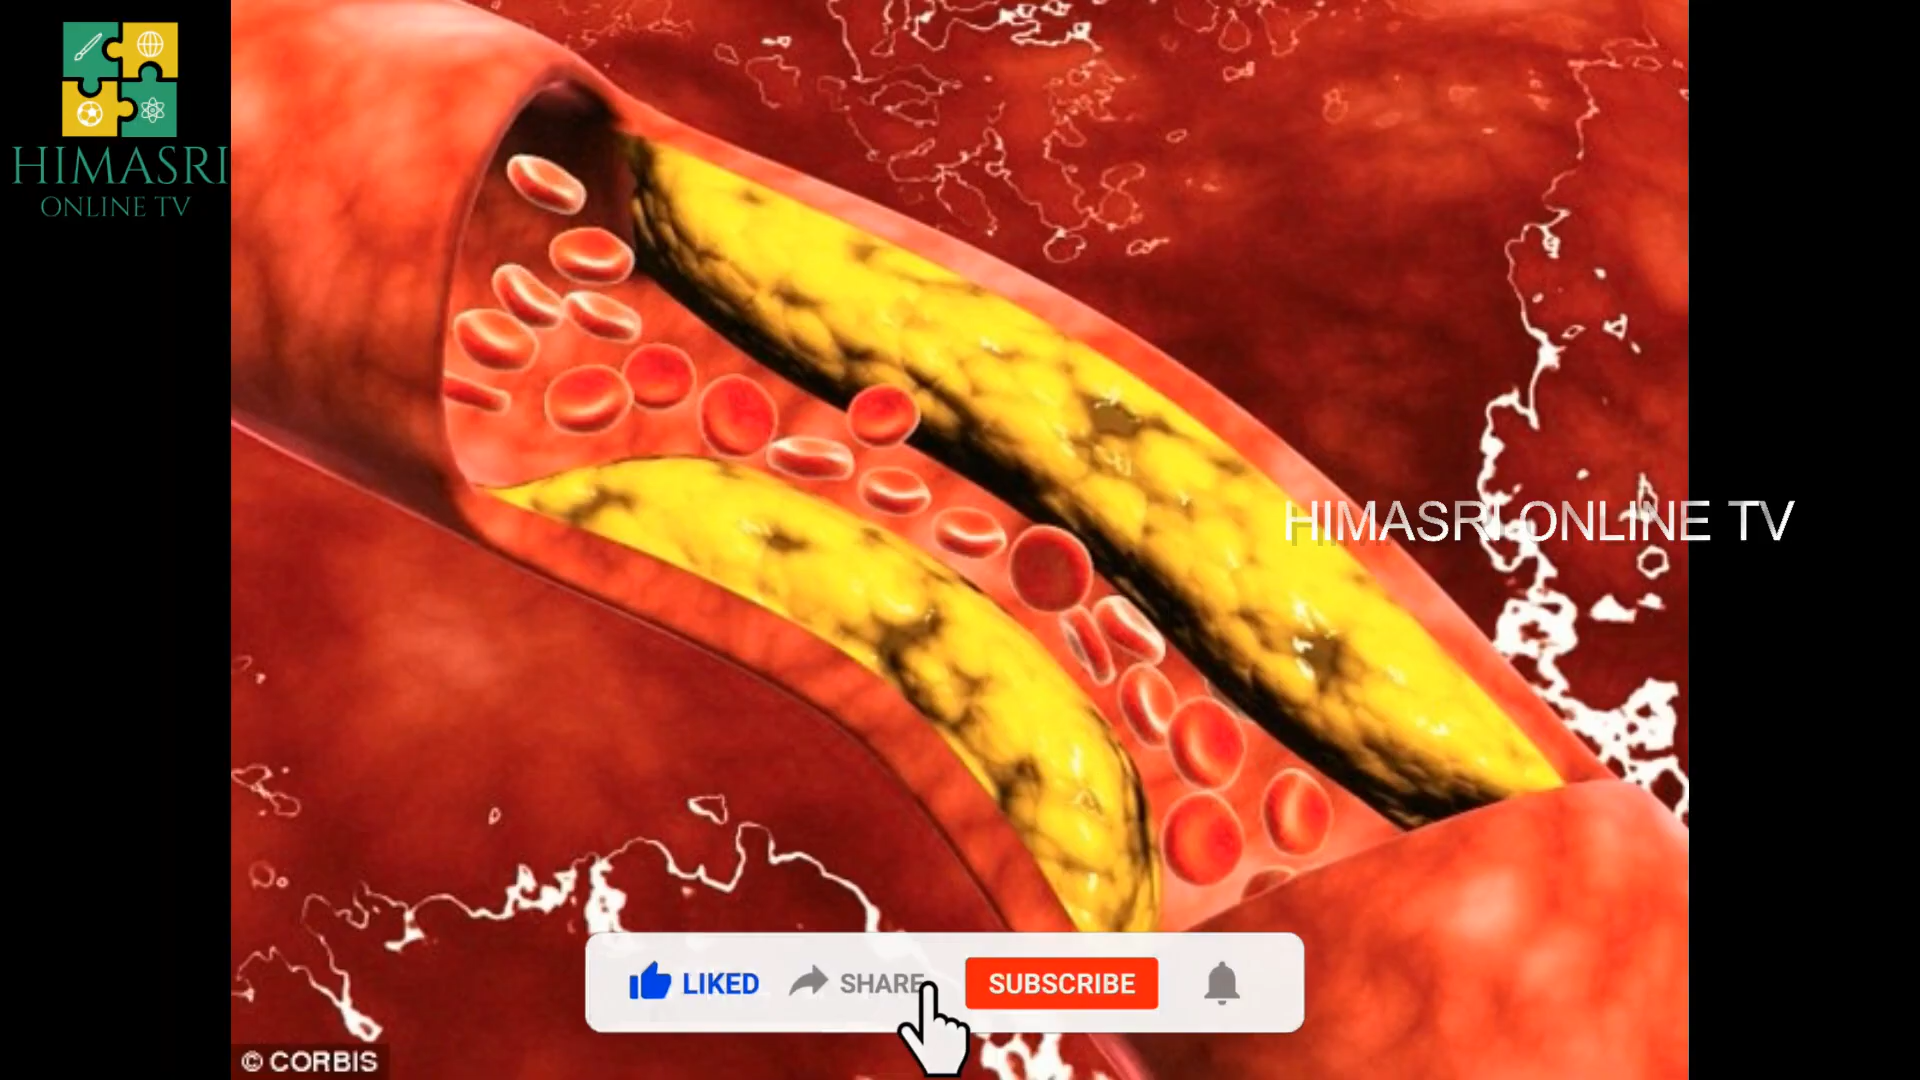 HIMASRI
ONLINE TV
HIMASRI ONLINE TV
LIKED
SHARE
SUBSCRIBE
© CORBIS